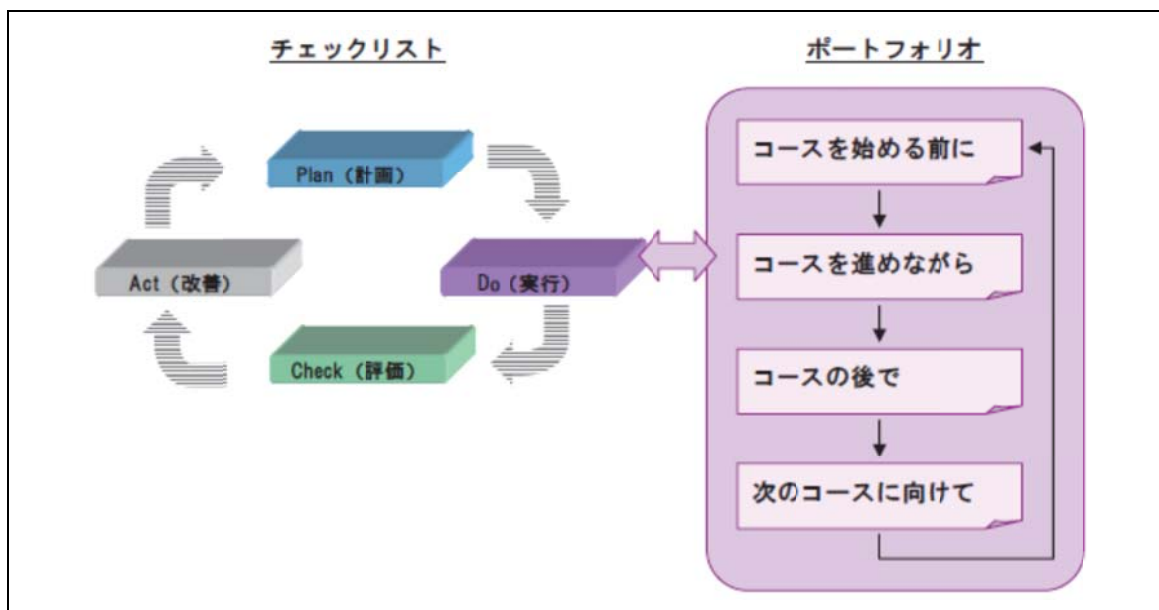 チェックリスト
Plan（計画）
Do（実行）
Check（評価）
Act（改善）
ポートフォリオ
コースを始める前に
コースを進めながら
コースの後で
次のコースに向けて